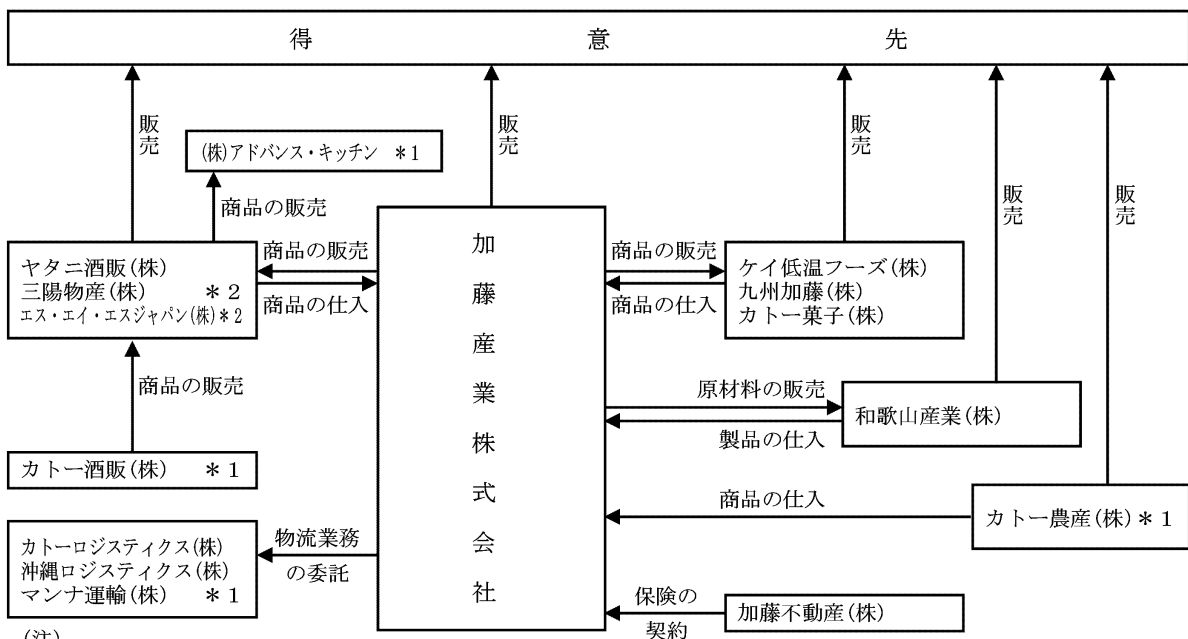 得意先
販売
販売
販売
販売
販売
(株)アドバンス・キッチン ＊1
商品の販売
ヤタニ酒販(株)
三陽物産(株) ＊2
エス・エイ・エスジャパン(株)＊2
商品の販売
商品の仕入
加藤産業株式会社
商品の販売
商品の仕入
ケイ低温フーズ(株)
九州加藤(株)
カトー菓子(株)
商品の販売
カトー酒販(株) ＊1
原材料の販売
製品の仕入
和歌山産業(株)
商品の仕入
カトー農産(株)＊1
カトーロジスティクス(株)
沖縄ロジスティクス(株)
マンナ運輸(株) ＊1
物流業務
の委託
保険の
契約
加藤不動産(株)
(注)